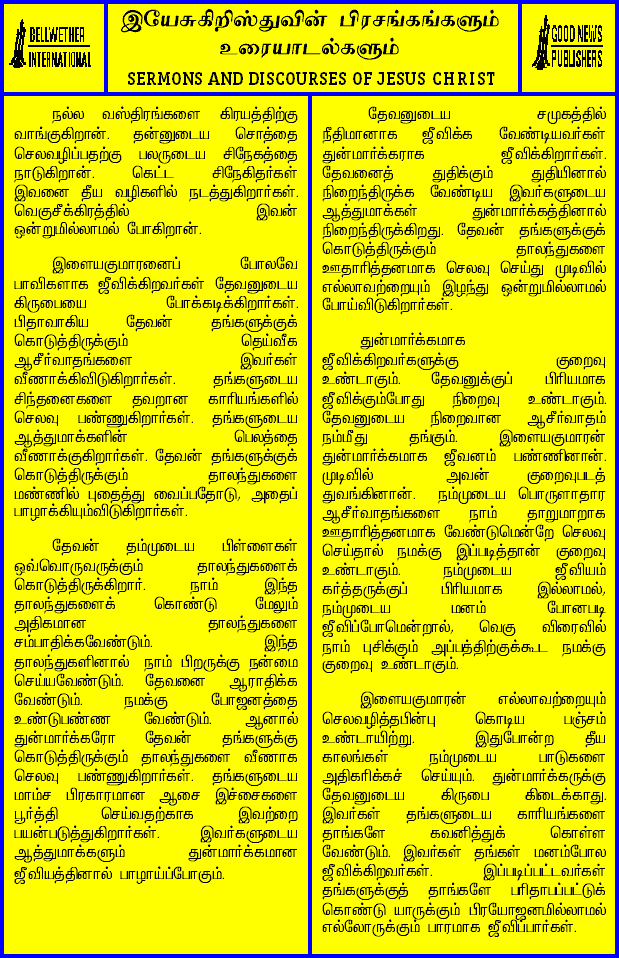 BELLWETHER
INTERNATIONAL
இயேசுகிறிஸ்துவின் பிரசங்கங்களும்
உரையாடல்களும்
SERMONS AND DISCOURSES OF JESUS CHRIST
GOOD NEWS
PUBLISHERS
நல்ல வஸ்திரங்களை கிரயத்திற்கு
வாங்குகிறான். தன்னுடைய சொத்தை
செலவழிப்பதற்கு பலருடைய சிநேகத்தை
நாடுகிறான். கெட்ட சிநேகிதர்கள்
இவனை தீய வழிகளில் நடத்துகிறார்கள்.
வெகுசீக்கிரத்தில் இவன்
ஒன்றுமில்லாமல் போகிறான்.
இளையகுமாரனைப் போலவே
பாவிகளாக ஜீவிக்கிறவர்கள் தேவனுடைய
கிருபையை போக்கடிக்கிறார்கள்.
பிதாவாகிய தேவன் தங்களுக்குக்
கொடுத்திருக்கும் தெய்வீக
ஆசீர்வாதங்களை இவர்கள்
வீணாக்கிவிடுகிறார்கள். தங்களுடைய
சிந்தனைகளை தவறான காரியங்களில்
செலவு பண்ணுகிறார்கள். தங்களுடைய
ஆத்துமாக்களின் பெலத்தை
வீணாக்குகிறார்கள். தேவன் தங்களுக்குக்
கொடுத்திருக்கும் தாலந்துகளை
மண்ணில் புதைத்து வைப்பதோடு, அதைப்
பாழாக்கியும்விடுகிறார்கள்.
தேவன் தம்முடைய பிள்ளைகள்
ஒவ்வொருவருக்கும் தாலந்துகளைக்
கொடுத்திருக்கிறார். நாம் இந்த
தாலந்துகளைக் கொண்டு மேலும்
அதிகமான தாலந்துகளை
சம்பாதிக்கவேண்டும். இந்த
தாலந்துகளினால் நாம் பிறருக்கு நன்மை
செய்யவேண்டும். தேவனை ஆராதிக்க
வேண்டும். நமக்கு போஜனத்தை
உண்டுபண்ண வேண்டும். ஆனால்
துன்மார்க்கரோ தேவன் தங்களுக்கு
கொடுத்திருக்கும் தாலந்துகளை வீணாக
செலவு பண்ணுகிறார்கள். தங்களுடைய
மாம்ச பிரகாரமான ஆசை இச்சைகளை
பூர்த்தி செய்வதற்காக இவற்றை
பயன்படுத்துகிறார்கள். இவர்களுடைய
ஆத்துமாக்களும் துன்மார்க்கமான
ஜீவியத்தினால் பாழாய்ப்போகும்.
தேவனுடைய சமுகத்தில்
நீதிமானாக ஜீவிக்க வேண்டியவர்கள்
துன்மார்க்கராக ஜீவிக்கிறார்கள்.
தேவனைத் துதிக்கும் துதியினால்
நிறைந்திருக்க வேண்டிய இவர்களுடைய
ஆத்துமாக்கள் துன்மார்க்கத்தினால்
நிறைந்திருக்கிறது. தேவன் தங்களுக்குக்
கொடுத்திருக்கும் தாலந்துகளை
ஊதாரித்தனமாக செலவு செய்து முடிவில்
எல்லாவற்றையும் இழந்து ஒன்றுமில்லாமல்
போய்விடுகிறார்கள்.
துன்மார்க்கமாக
ஜீவிக்கிறவர்களுக்கு குறைவு
உண்டாகும். தேவனுக்குப் பிரியமாக
ஜீவிக்கும்போது நிறைவு உண்டாகும்.
தேவனுடைய நிறைவான ஆசீர்வாதம்
நம்மீது தங்கும். இளையகுமாரன்
துன்மார்க்கமாக ஜீவனம் பண்ணினான்.
முடிவில் அவன் குறைவுபடத்
துவங்கினான். நம்முடைய பொருளாதார
ஆசீர்வாதங்களை நாம் தாறுமாறாக
ஊதாரித்தனமாக வேண்டுமென்றே செலவு
செய்தால் நமக்கு இப்படித்தான் குறைவு
உண்டாகும். நம்முடைய ஜீவியம்
கர்த்தருக்குப் பிரியமாக இல்லாமல்,
நம்முடைய மனம் போனபடி
ஜீவிப்போமென்றால், வெகு விரைவில்
நாம் புசிக்கும் அப்பத்திற்குக்கூட நமக்கு
குறைவு உண்டாகும்.
இளையகுமாரன் எல்லாவற்றையும்
செலவழித்தபின்பு கொடிய பஞ்சம்
உண்டாயிற்று. இதுபோன்ற தீய
காலங்கள் நம்முடைய பாடுகளை
அதிகரிக்கச் செய்யும். துன்மார்க்கருக்கு
தேவனுடைய கிருபை கிடைக்காது.
இவர்கள் தங்களுடைய காரியங்களை
தாங்களே கவனித்துக் கொள்ள
வேண்டும். இவர்கள் தங்கள் மனம்போல
ஜீவிக்கிறவர்கள். இப்படிப்பட்டவர்கள்
தங்களுக்குத் தாங்களே பரிதாபப்பட்டுக்
கொண்டு யாருக்கும் பிரயோஜனமில்லாமல்
எல்லோருக்கும் பாரமாக ஜீவிப்பார்கள்.